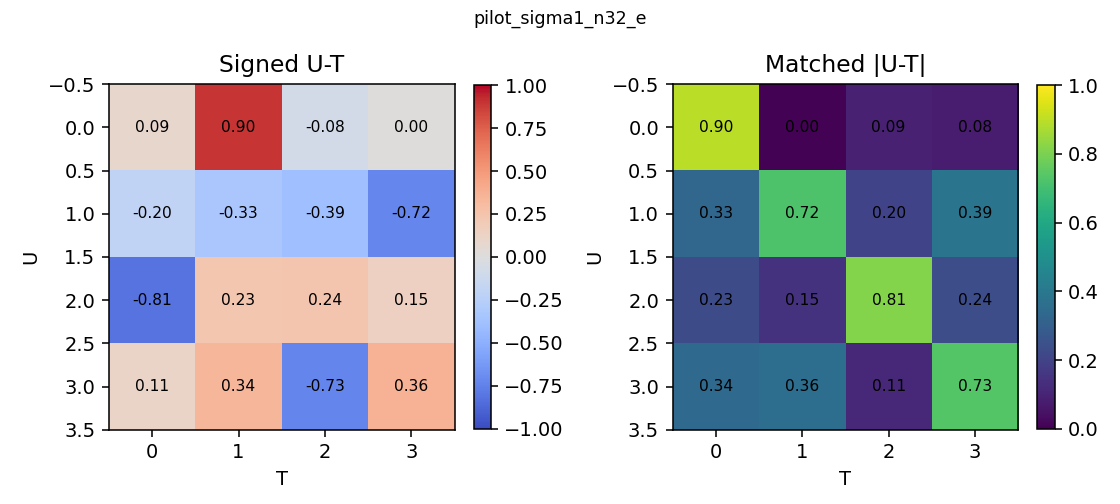 pilot_sigma1_n32_e
Signed U-T
−0.5
0.0
0.5
1.0
1.5
2.0
2.5
3.0
3.5
U
0.09 0.90 -0.08 0.00
-0.20 -0.33 -0.39 -0.72
-0.81 0.23 0.24 0.15
0.11 0.34 -0.73 0.36
0 1 2 3
T
1.00
0.75
0.50
0.25
0.00
−0.25
−0.50
−0.75
−1.00
Matched |U-T|
−0.5
0.0
0.5
1.0
1.5
2.0
2.5
3.0
3.5
U
0.90 0.00 0.09 0.08
0.33 0.72 0.20 0.39
0.23 0.15 0.81 0.24
0.34 0.36 0.11 0.73
0 1 2 3
T
1.0
0.8
0.6
0.4
0.2
0.0